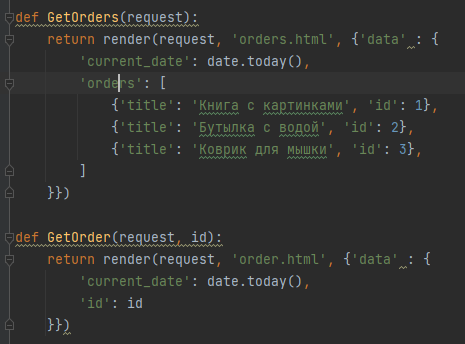 def GetOrders(request):
    return render(request, 'orders.html', {'data' : {
        'current_date': date.today(),
        'orders': [
            {'title': 'Книга с картинками', 'id': 1},
            {'title': 'Бутылка с водой', 'id': 2},
            {'title': 'Коврик для мышки', 'id': 3},
        ]
    }})
def GetOrder(request, id):
    return render(request, 'order.html', {'data' : {
        'current_date': date.today(),
        'id': id
    }})